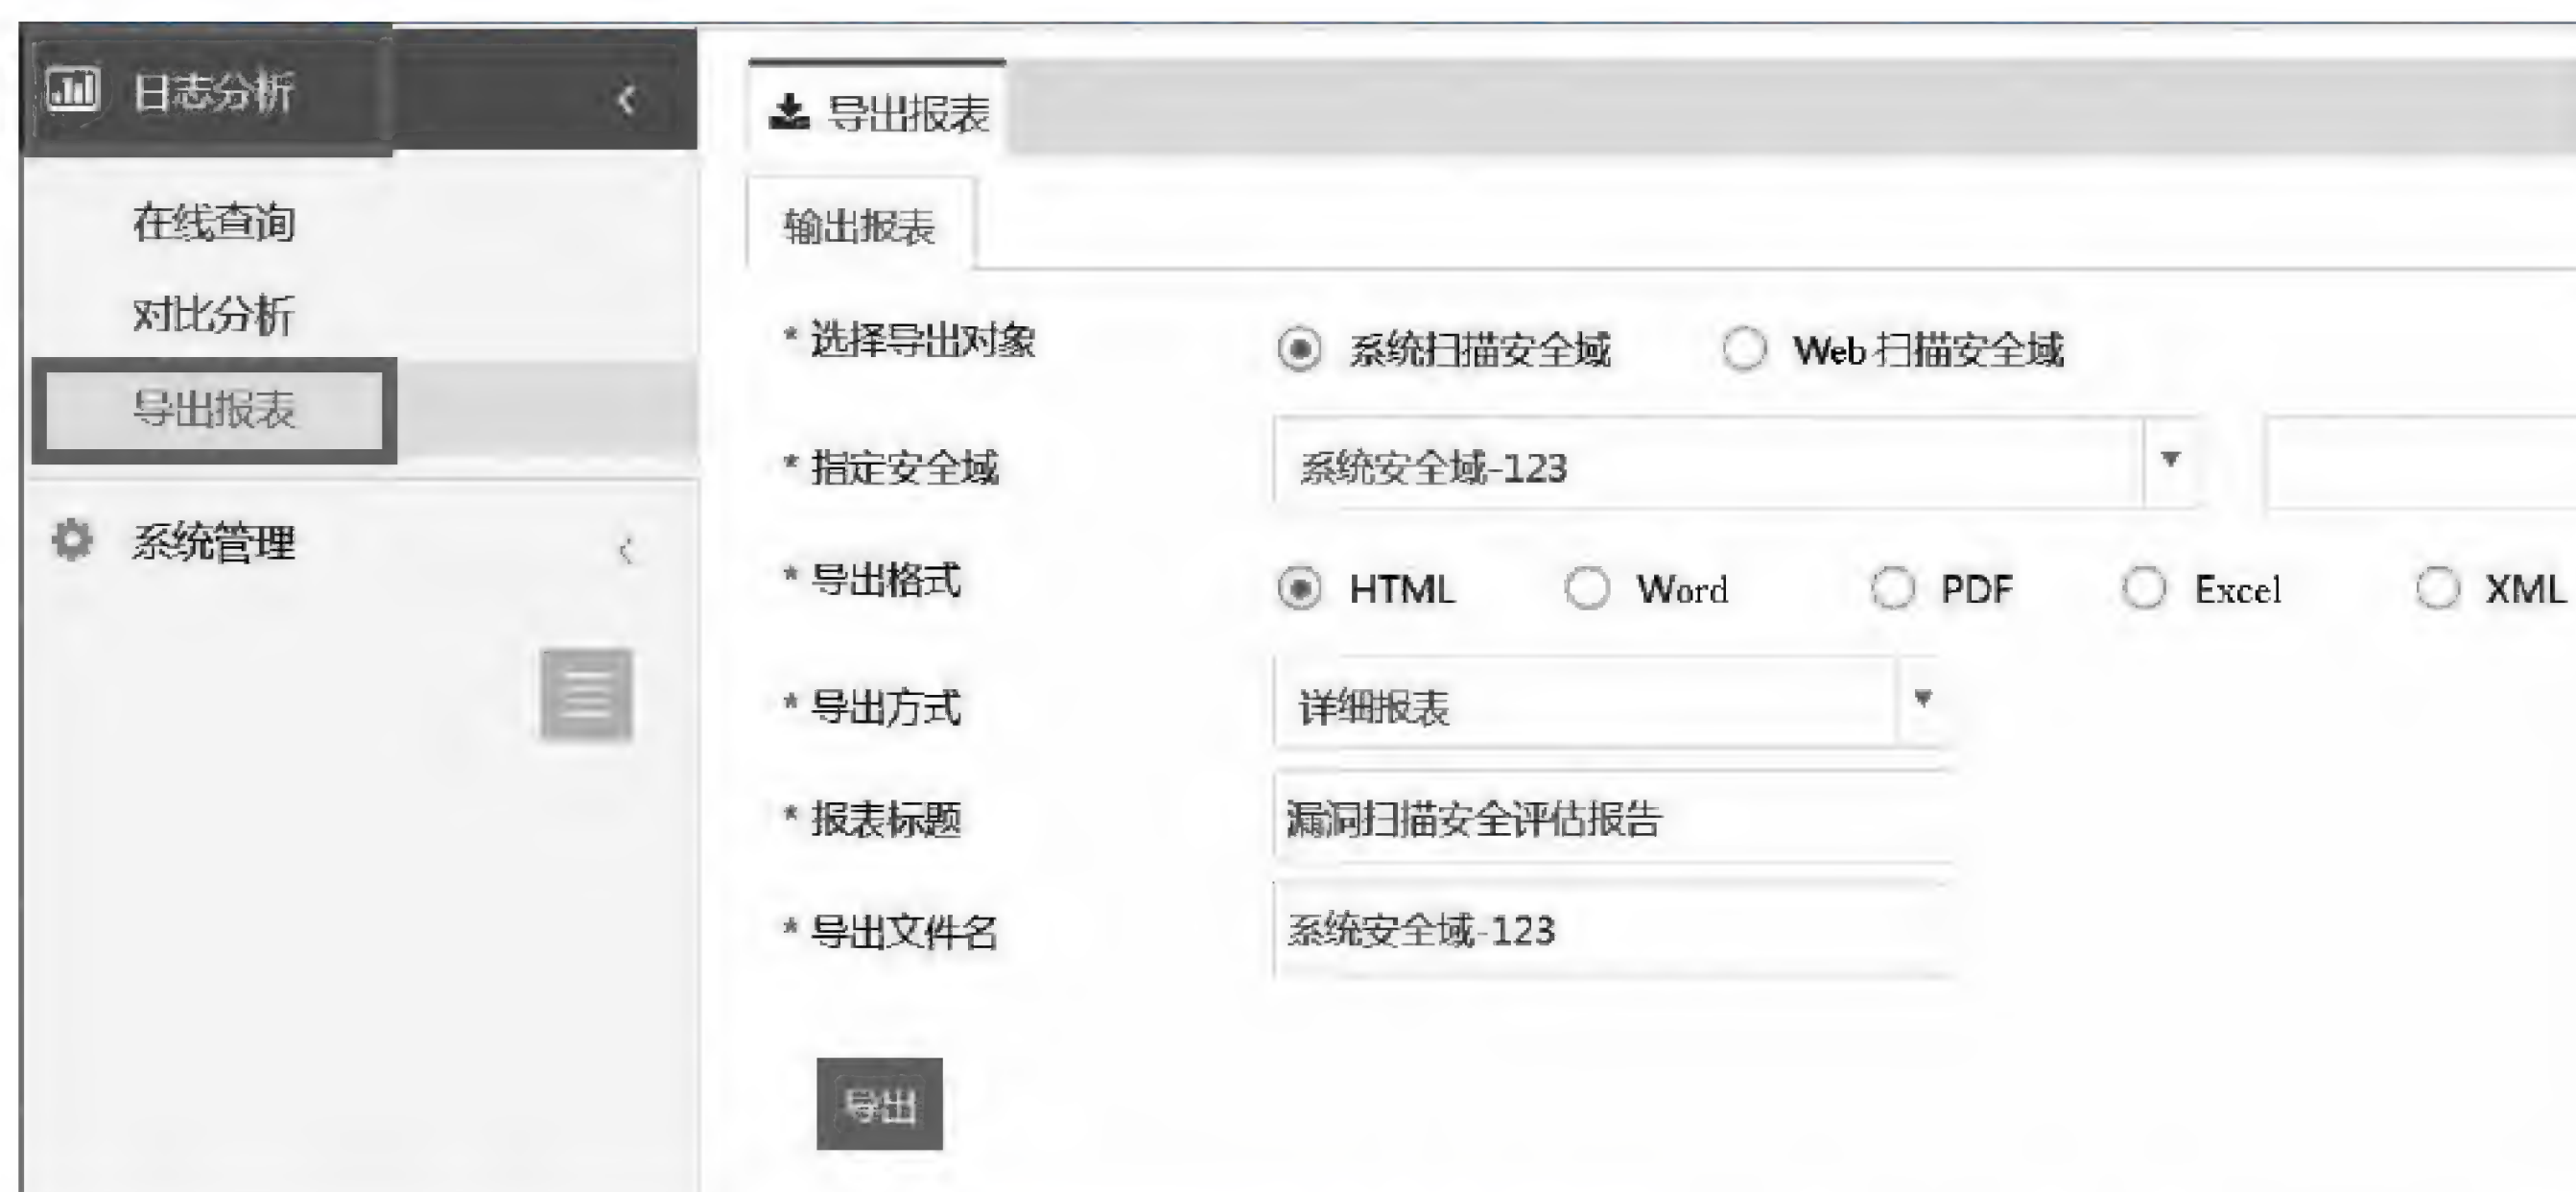 日志分析
在线查询
对比分析
导出报表
系统管理
导出报表
输出报表
* 选择导出对象 系统扫描安全域 Web 扫描安全域
* 指定安全域 系统安全域-123
* 导出格式 HTML Word PDF Excel XML
* 导出方式 详细报表
* 报表标题 漏洞扫描安全评估报告
* 导出文件名 系统安全域-123
导出